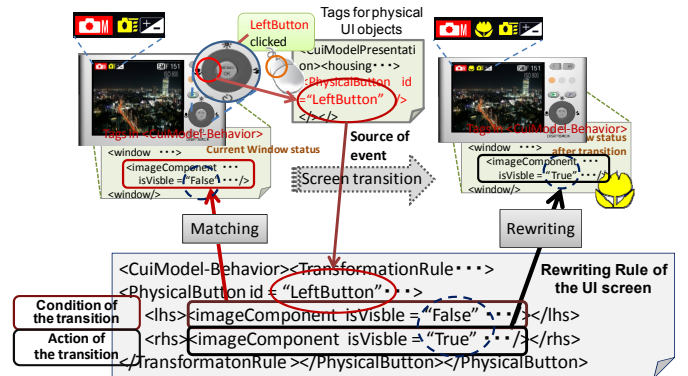 M
M
LeftButton
clicked
Tags for physical
UI objects
<CuiModelPresentati
on><housing・・・>
<PhysicalButton id
="LeftButton" />
</></>
151
ISO 800
151
Tags in <CuiModel-Behavior>
Current Window status
<window ・・・>
<imageComponent
isVisble = "False" ・・・/>
<window/>
Source of
event
Screen transition
Tags in <CuiModel-Behavior>
w status
after transition
<window ・・・>
<imageComponent
isVisble = "True" ・・・/>
<window/>
Matching
Rewriting
<CuiModel-Behavior><TransformationRule・・・>
<PhysicalButton id = "LeftButton" ・・・>
Rewriting Rule of
the UI screen
Condition of
the transition
<lhs><imageComponent isVisble = "False" ・・・/></lhs>
Action of
the transition
<rhs><imageComponent isVisble = "True" ・・・/></rhs>
</TransformatonRule ></PhysicalButton></PhysicalButton>